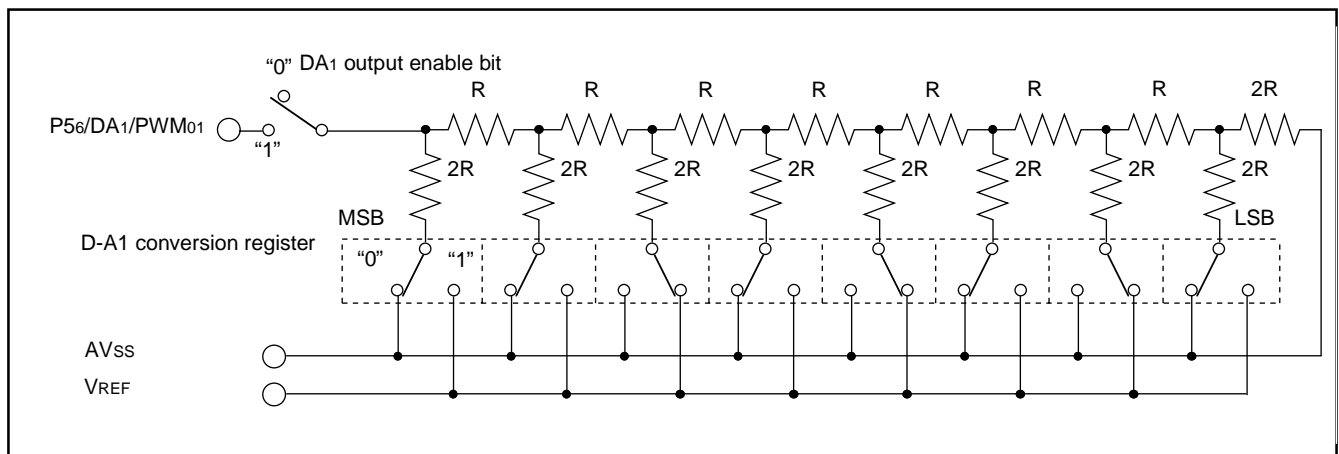 “0” DA1 output enable bit
R R R R R R R 2R
P56/DA1/PWM01
“1”
2R 2R 2R 2R 2R 2R 2R 2R
MSB LSB
D-A1 conversion register
“0” “1”
AVSS
VREF